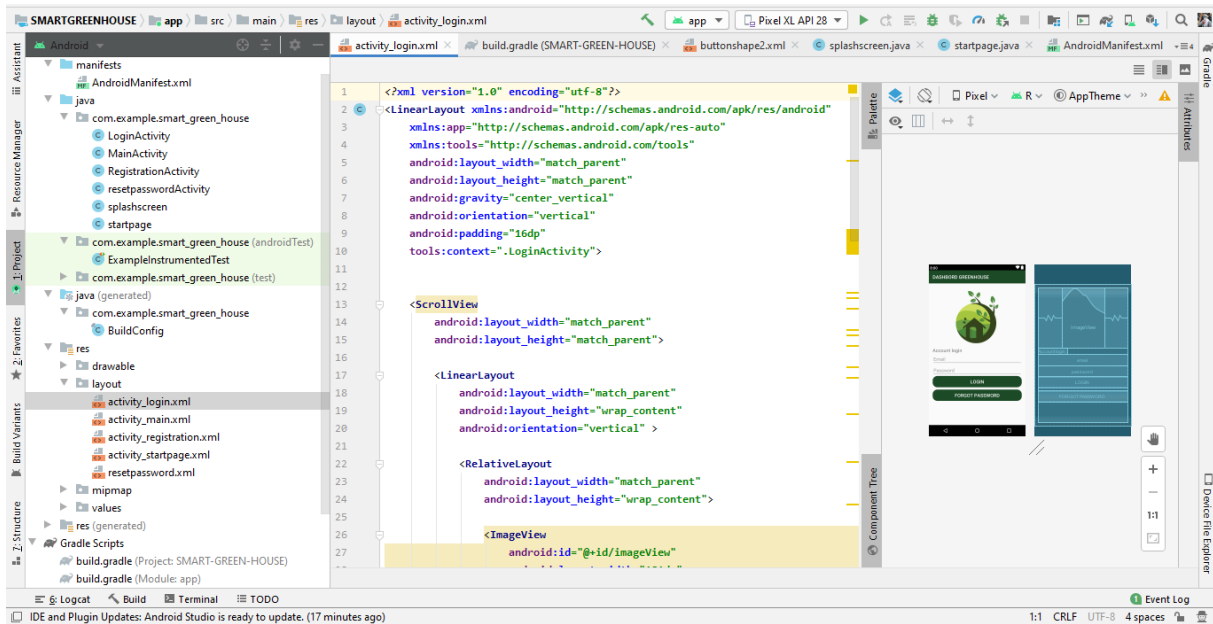 SMARTGREENHOUSE app src main res layout activity_login.xml app Pixel XL API 28
Android
activity_login.xml build.gradle (SMART-GREEN-HOUSE) buttonshape2.xml splashscreen.java startpage.java AndroidManifest.xml 4
Assistant
Resource Manager
1: Project
2: Favorites
Build Variants
7: Structure
manifests
AndroidManifest.xml
java
com.example.smart_green_house
LoginActivity
MainActivity
RegistrationActivity
resetpasswordActivity
splashscreen
startpage
com.example.smart_green_house (androidTest)
ExampleInstrumentedTest
com.example.smart_green_house (test)
java (generated)
com.example.smart_green_house
BuildConfig
res
drawable
layout
activity_login.xml
activity_main.xml
activity_registration.xml
activity_startpage.xml
resetpassword.xml
mipmap
values
res (generated)
Gradle Scripts
build.gradle (Project: SMART-GREEN-HOUSE)
build.gradle (Module: app)
1 <?xml version="1.0" encoding="utf-8"?>
2 <LinearLayout xmlns:android="http://schemas.android.com/apk/res/android"
3 xmlns:app="http://schemas.android.com/apk/res-auto"
4 xmlns:tools="http://schemas.android.com/tools"
5 android:layout_width="match_parent"
6 android:layout_height="match_parent"
7 android:gravity="center_vertical"
8 android:orientation="vertical"
9 android:padding="16dp"
10 tools:context=".LoginActivity">
11
12
13 <ScrollView
14 android:layout_width="match_parent"
15 android:layout_height="match_parent">
16
17 <LinearLayout
18 android:layout_width="match_parent"
19 android:layout_height="wrap_content"
20 android:orientation="vertical" >
21
22 <RelativeLayout
23 android:layout_width="match_parent"
24 android:layout_height="wrap_content">
25
26 <ImageView
27 android:id="@+id/imageView"
Palette
Component Tree
Pixel R AppTheme
DASHBORD GREENHOUSE
Account login
Email
Password
LOGIN
FORGOT PASSWORD
ImageView
LOGIN
FORGOT PASSWORD
1:1
Gradle
Attributes
Device File Explorer
6: Logcat Build Terminal TODO 1 Event Log
IDE and Plugin Updates: Android Studio is ready to update. (17 minutes ago) 1:1 CRLF UTF-8 4 spaces